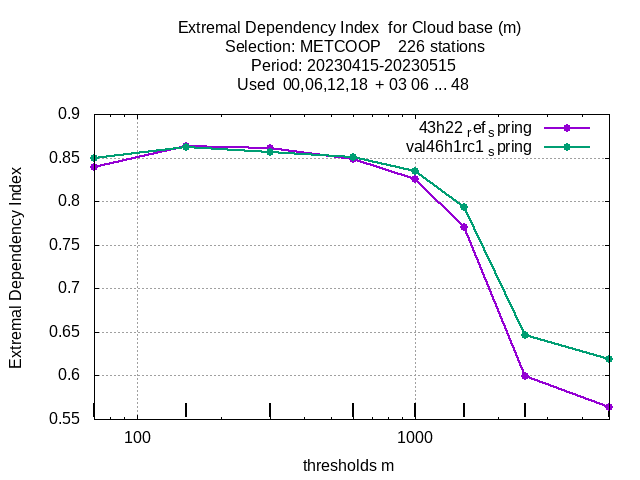 Extremal Dependency Index  for Cloud base (m)
Selection: METCOOP    226 stations
Period: 20230415-20230515
Used  00,06,12,18  + 03 06 ... 48
43h22 ref spring
val46h1rc1 spring
0.9
0.85
0.8
0.75
0.7
0.65
0.6
0.55
Extremal Dependency Index
100
1000
thresholds m